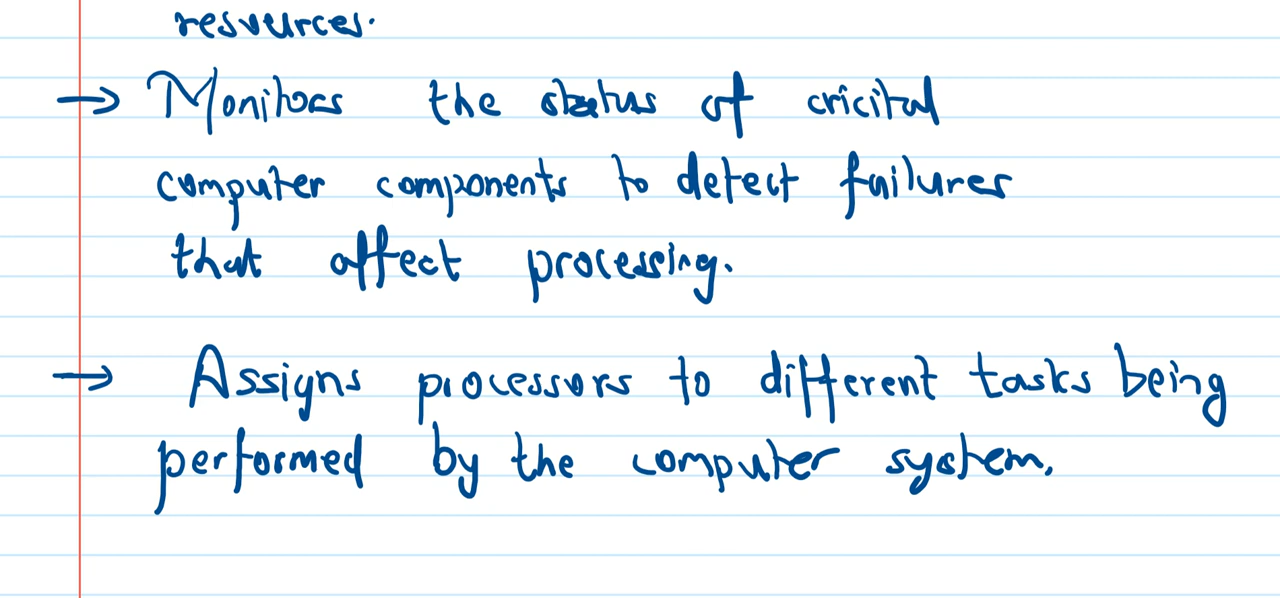 resources.
→ Monitors the status of cricital
computer components to detect failures
that affect processing.
→ Assigns processors to different tasks being
performed by the computer system.